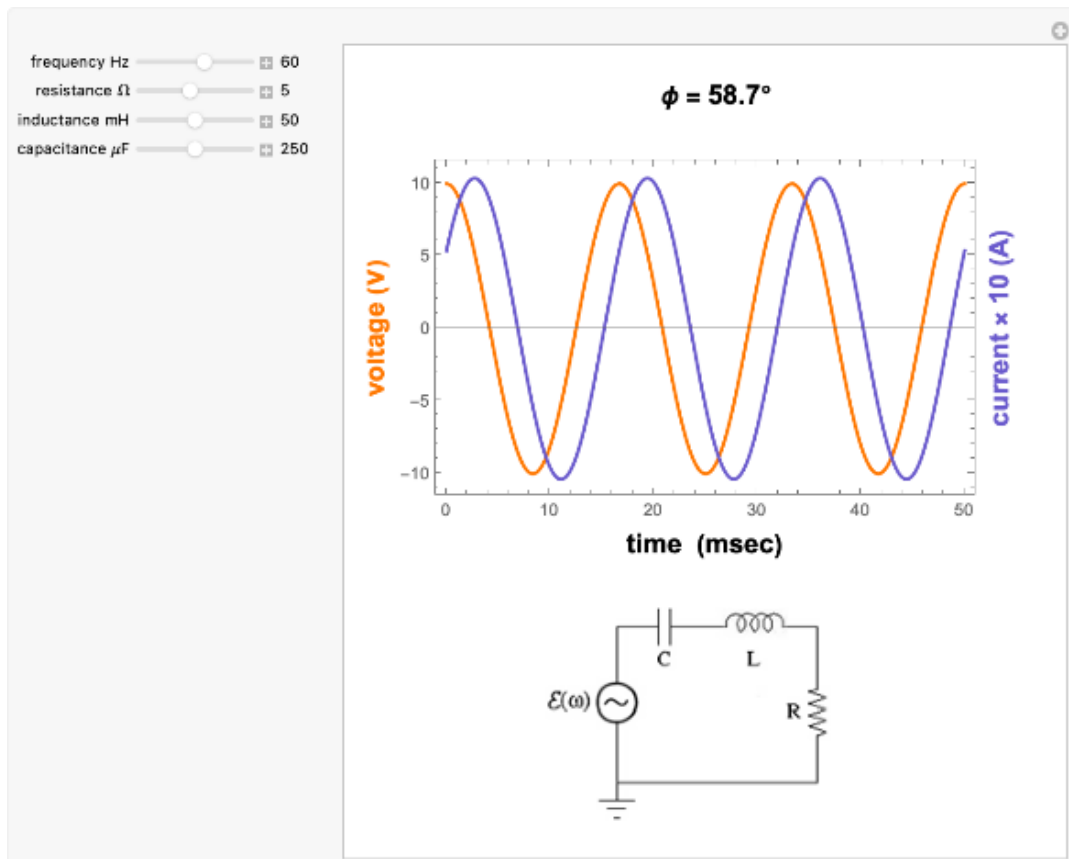 frequency Hz 60
resistance Ω 5
inductance mH 50
capacitance μF 250
ϕ = 58.7°
10
5
0
−5
−10
voltage (V)
current × 10 (A)
0 10 20 30 40 50
time (msec)
C
L
ℰ(ω)
R